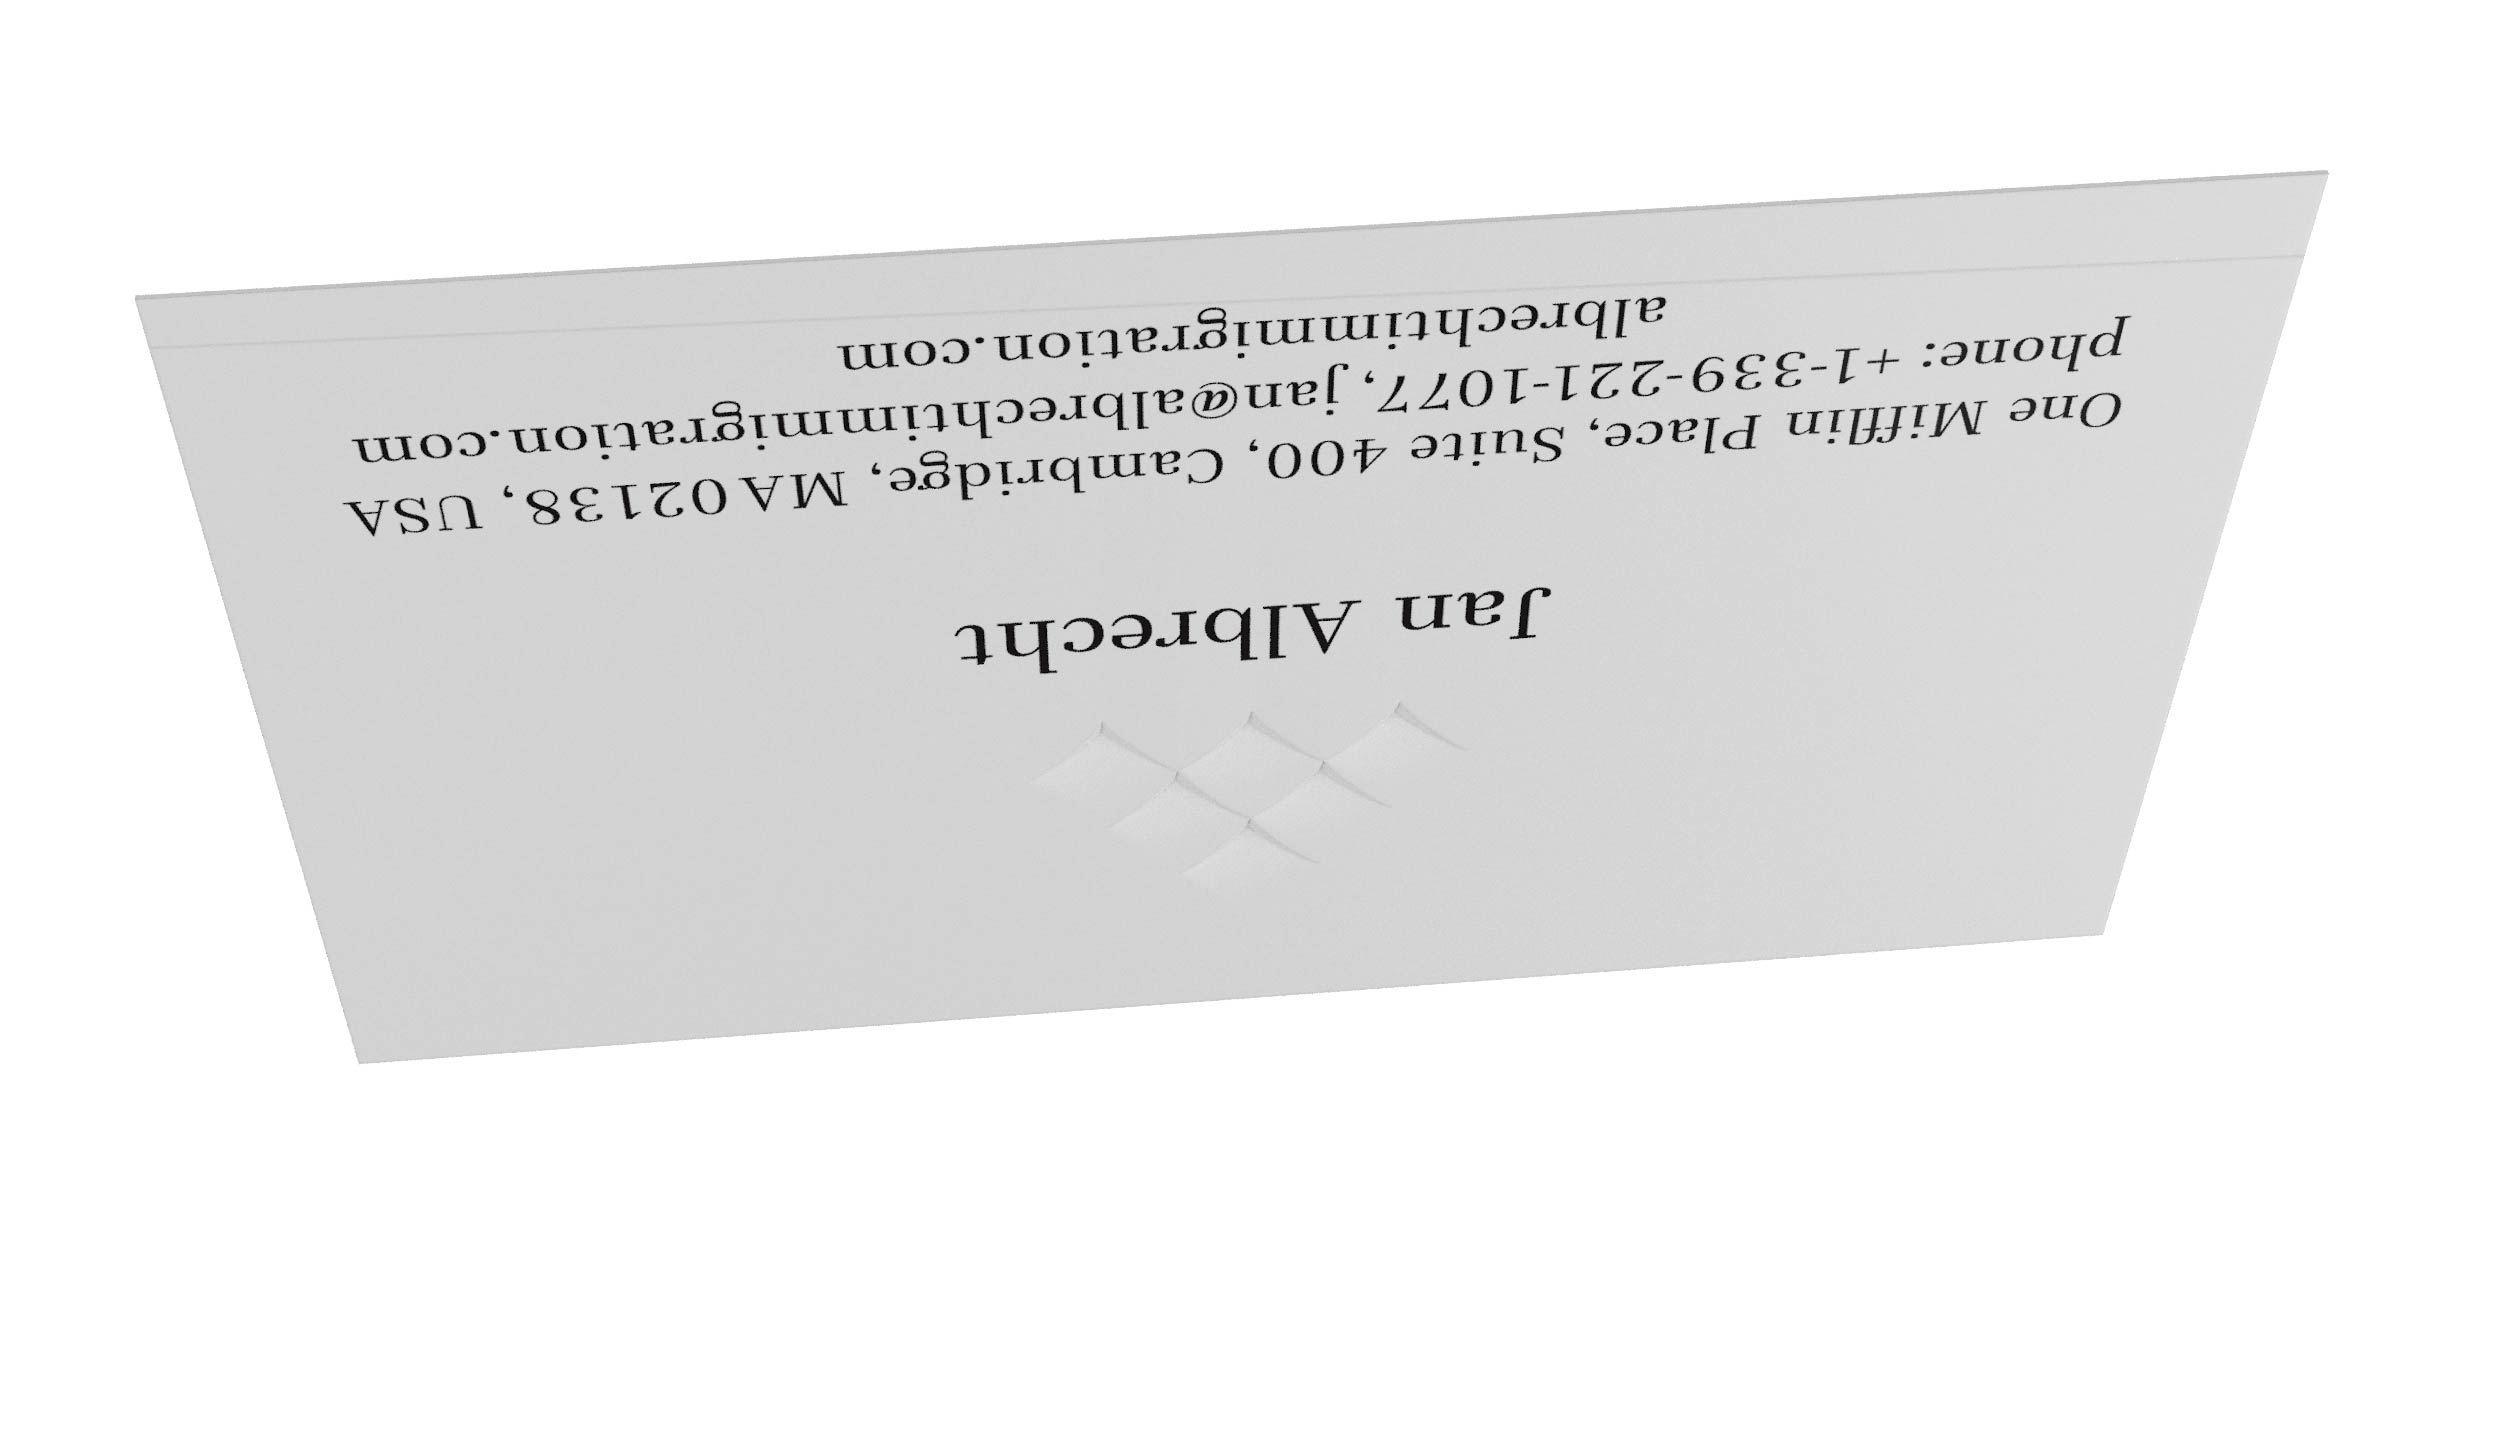 Jan Albrecht
One Mifflin Place, Suite 400, Cambridge, MA 02138, USA
phone: +1-339-221-1077, jan@albrechtimmigration.com
albrechtimmigration.com